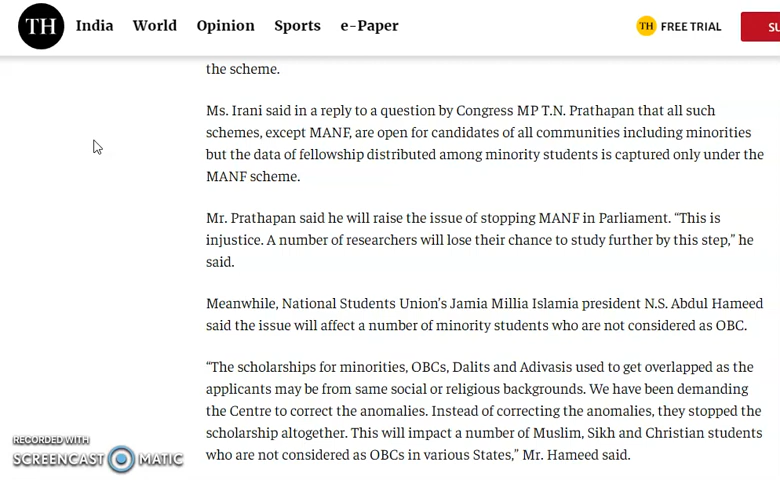 TH India World Opinion Sports e-Paper TH FREE TRIAL
the scheme.
Ms. Irani said in a reply to a question by Congress MP T.N. Prathapan that all such
schemes, except MANF, are open for candidates of all communities including minorities
but the data of fellowship distributed among minority students is captured only under the
MANF scheme.
Mr. Prathapan said he will raise the issue of stopping MANF in Parliament. “This is
injustice. A number of researchers will lose their chance to study further by this step,” he
said.
Meanwhile, National Students Union’s Jamia Millia Islamia president N.S. Abdul Hameed
said the issue will affect a number of minority students who are not considered as OBC.
“The scholarships for minorities, OBCs, Dalits and Adivasis used to get overlapped as the
applicants may be from same social or religious backgrounds. We have been demanding
the Centre to correct the anomalies. Instead of correcting the anomalies, they stopped the
scholarship altogether. This will impact a number of Muslim, Sikh and Christian students
who are not considered as OBCs in various States,” Mr. Hameed said.
RECORDED WITH
SCREENCAST MATIC